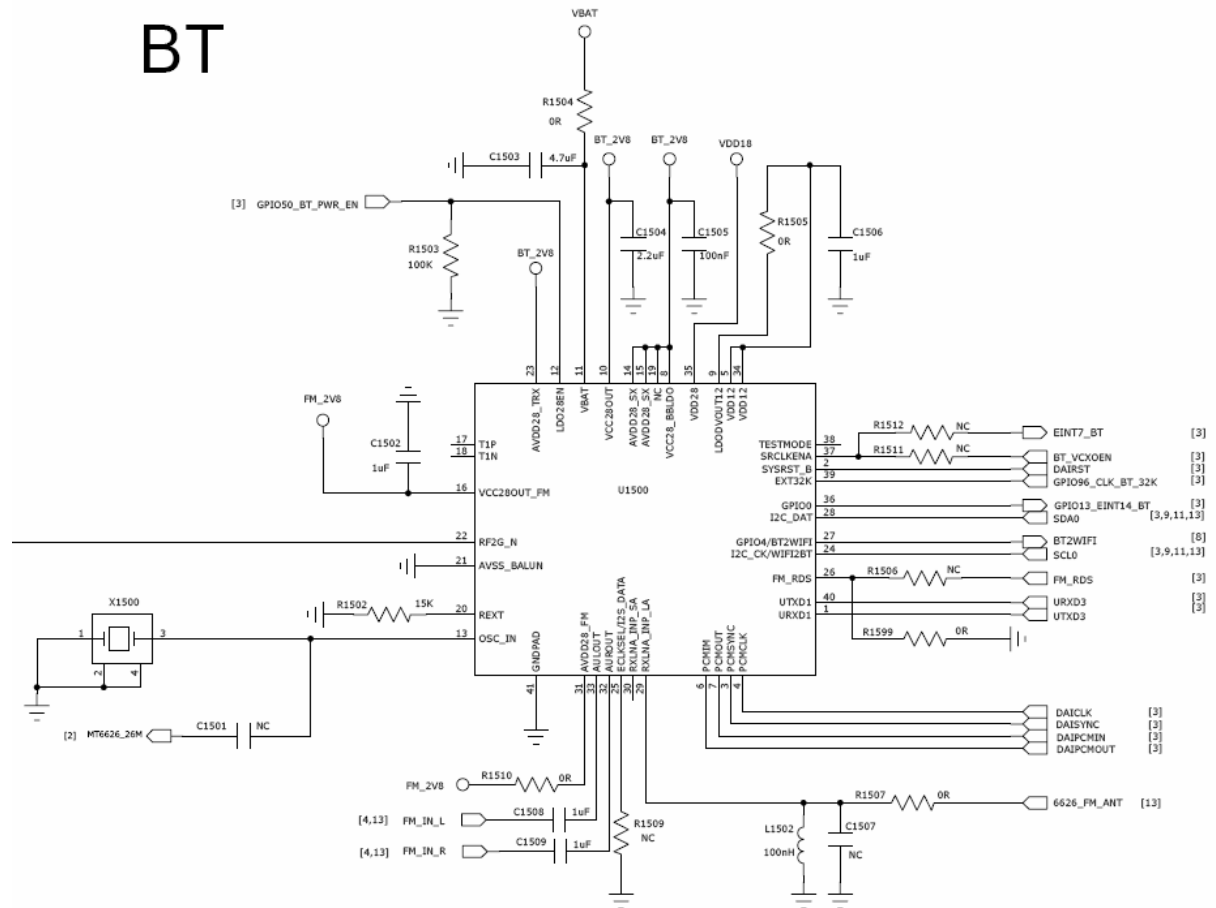 BT
VBAT
R1504
0R
C1503
4.7uF
BT_2V8
BT_2V8
VDD18
[3] GPIO50_BT_PWR_EN
R1503
100K
BT_2V8
C1504
2.2uF
C1505
100nF
R1505
0R
C1506
1uF
23
12
11
10
14
15
19
8
35
9
5
34
AVDD28_TRX
LDO28EN
VBAT
VCC28OUT
AVDD28_SX
AVDD28_SX
NC
VCC28_BBLDO
VDD28
LDODVOUT12
VDD12
VDD12
FM_2V8
C1502
1uF
17 T1P
18 T1N
16 VCC28OUT_FM
U1500
22 RF2G_N
21 AVSS_BALUN
R1502 15K 20 REXT
13 OSC_IN
X1500
1
3
2
4
C1501 NC
[2] MT6626_26M
TESTMODE 38
SRCLKENA 37
SYSRST_B 2
EXT32K 39
GPIO0 36
I2C_DAT 28
GPIO4/BT2WIFI 27
I2C_CK/WIFI2BT 24
FM_RDS 26
UTXD1 40
URXD1 1
R1512 NC EINT7_BT [3]
R1511 NC BT_VCXOEN [3]
DAIRST [3]
GPIO96_CLK_BT_32K [3]
GPIO13_EINT14_BT [3]
SDA0 [3,9,11,13]
BT2WIFI [8]
SCL0 [3,9,11,13]
R1506 NC FM_RDS [3]
URXD3 [3]
UTXD3 [3]
R1599 0R
GNDPAD
AVDD28_FM
AULOUT
AUROUT
ECLKSEL/I2S_DATA
RXLNA_INP_SA
RXLNA_INP_LA
PCMIM
PCMOUT
PCMSYNC
PCMCLK
41
31
33
32
25
30
29
6
7
3
4
DAICLK [3]
DAISYNC [3]
DAIPCMIN [3]
DAIPCMOUT [3]
FM_2V8 R1510 0R
[4,13] FM_IN_L C1508 1uF
[4,13] FM_IN_R C1509 1uF
R1509
NC
R1507 0R 6626_FM_ANT [13]
L1502
100nH
C1507
NC